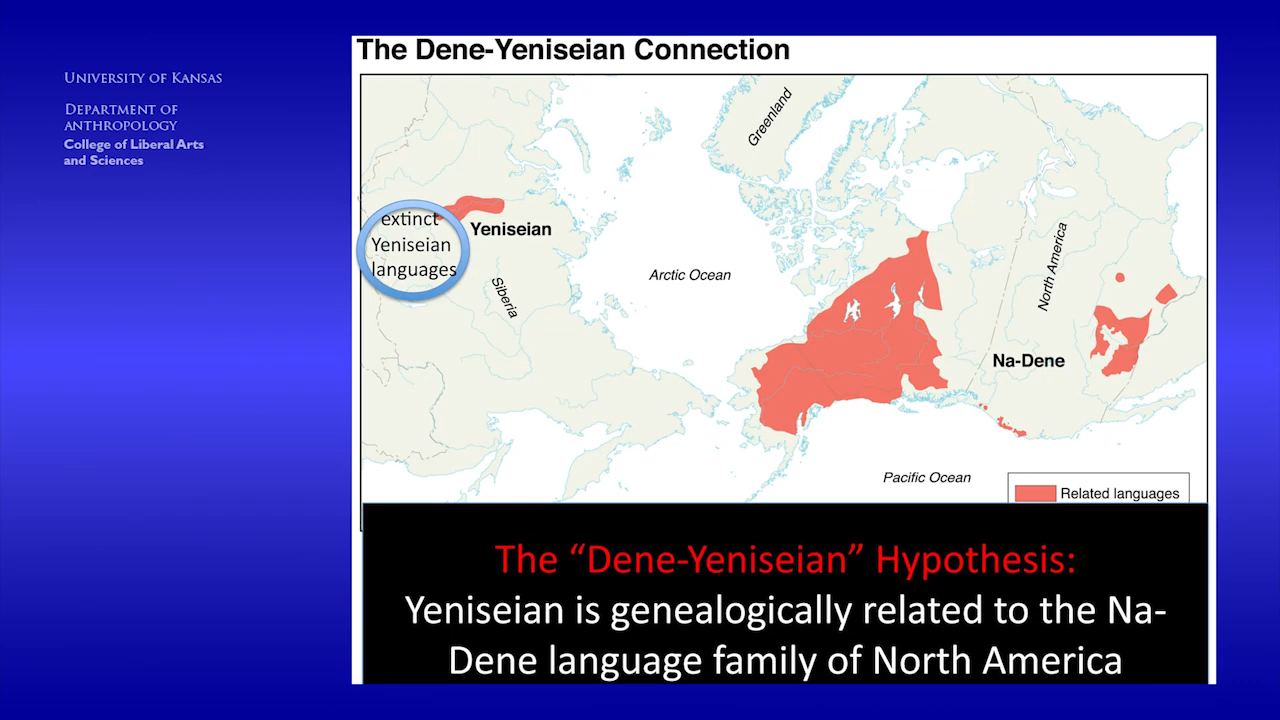 UNIVERSITY OF KANSAS
DEPARTMENT OF
ANTHROPOLOGY
College of Liberal Arts
and Sciences
The Dene-Yeniseian Connection
Greenland
extinct
Yeniseian
languages
Yeniseian
Siberia
Arctic Ocean
North America
Na-Dene
Pacific Ocean
Related languages
The “Dene-Yeniseian” Hypothesis:
Yeniseian is genealogically related to the Na-
Dene language family of North America